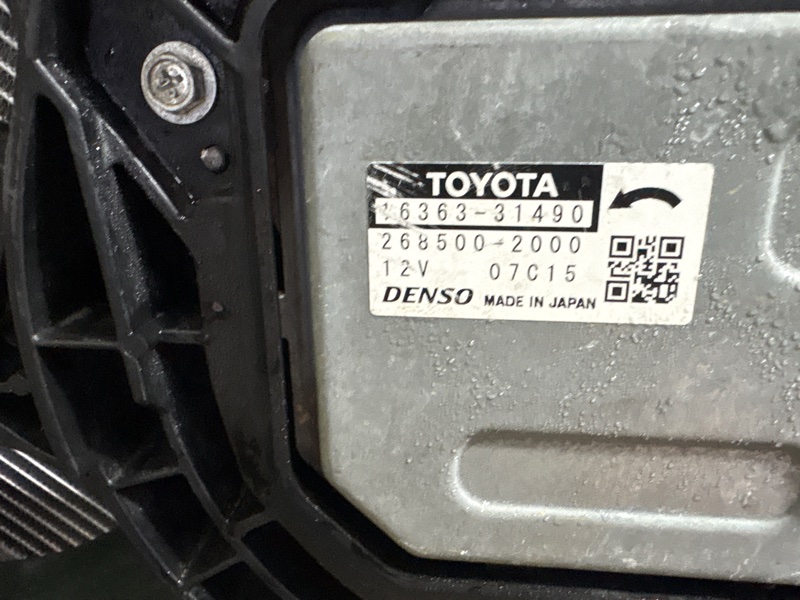 TOYOTA
16363-31490
268500-2000
12V 07C15
DENSO MADE IN JAPAN